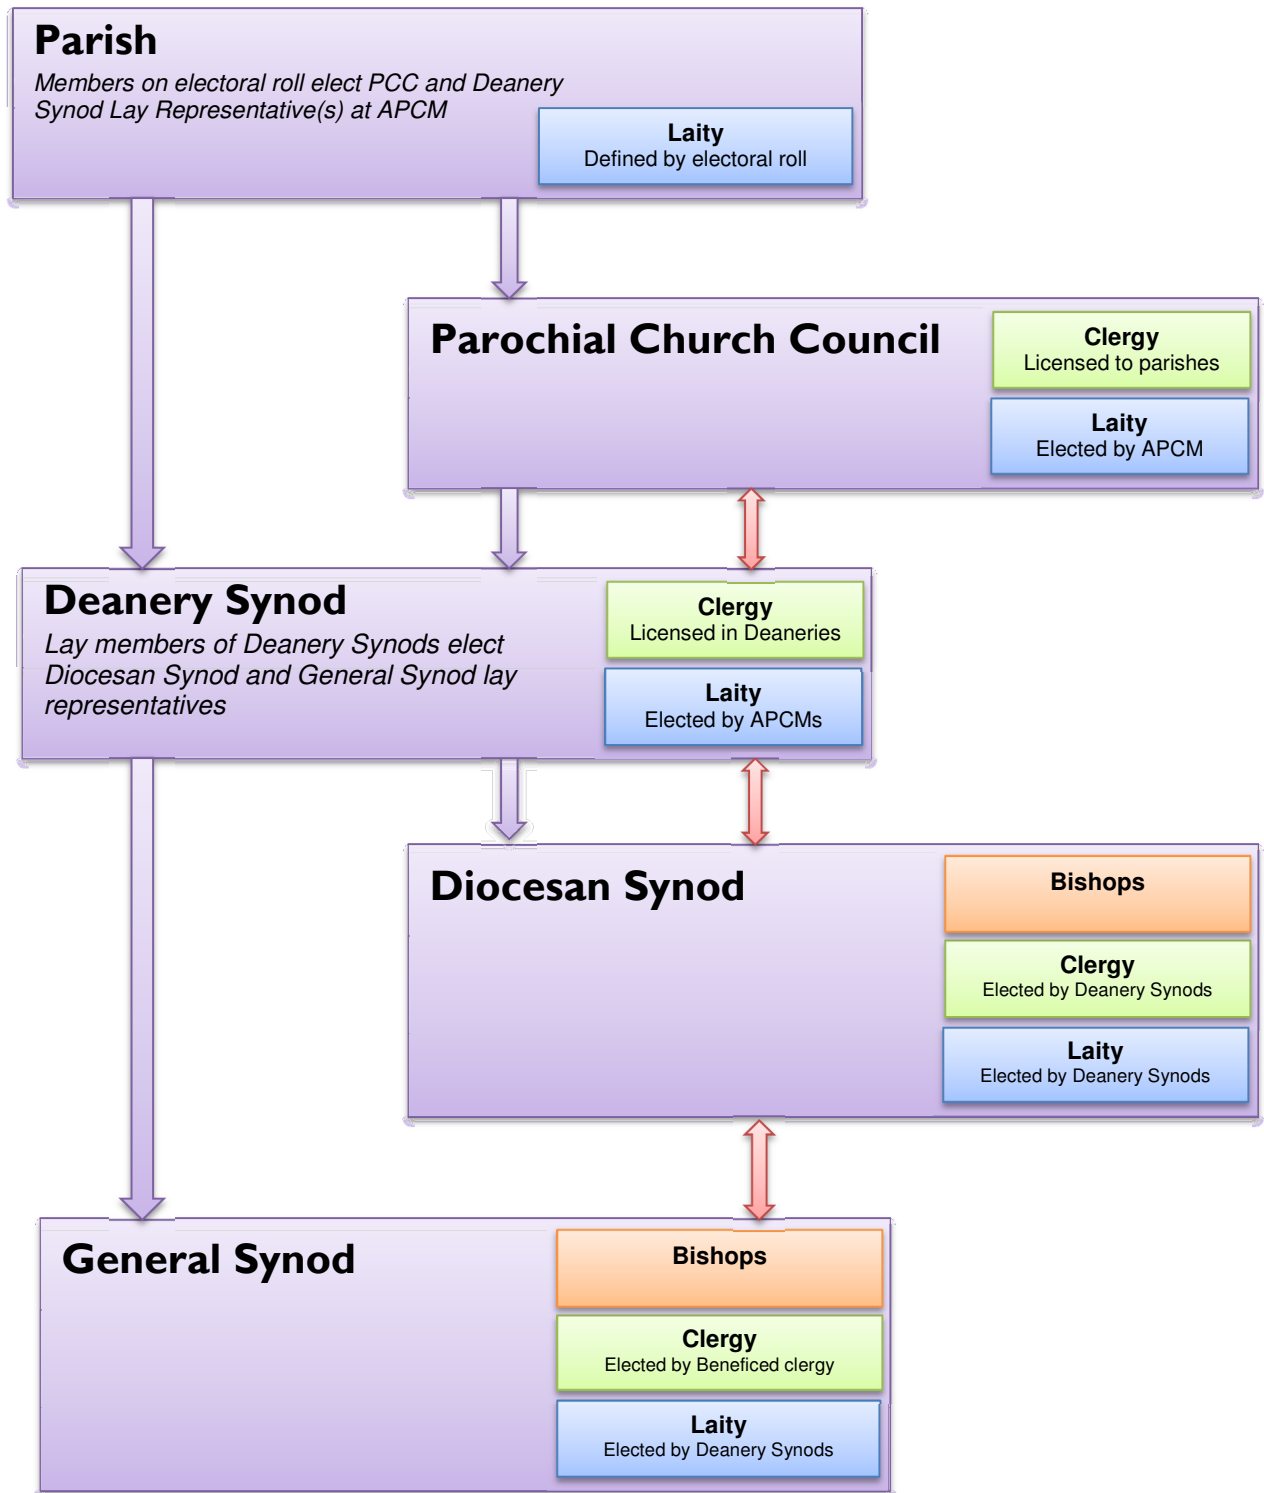 Parish
Members on electoral roll elect PCC and Deanery
Synod Lay Representative(s) at APCM
Laity
Defined by electoral roll
Parochial Church Council
Clergy
Licensed to parishes
Laity
Elected by APCM
Deanery Synod
Lay members of Deanery Synods elect
Diocesan Synod and General Synod lay
representatives
Clergy
Licensed in Deaneries
Laity
Elected by APCMs
Diocesan Synod
Bishops
Clergy
Elected by Deanery Synods
Laity
Elected by Deanery Synods
General Synod
Bishops
Clergy
Elected by Beneficed clergy
Laity
Elected by Deanery Synods